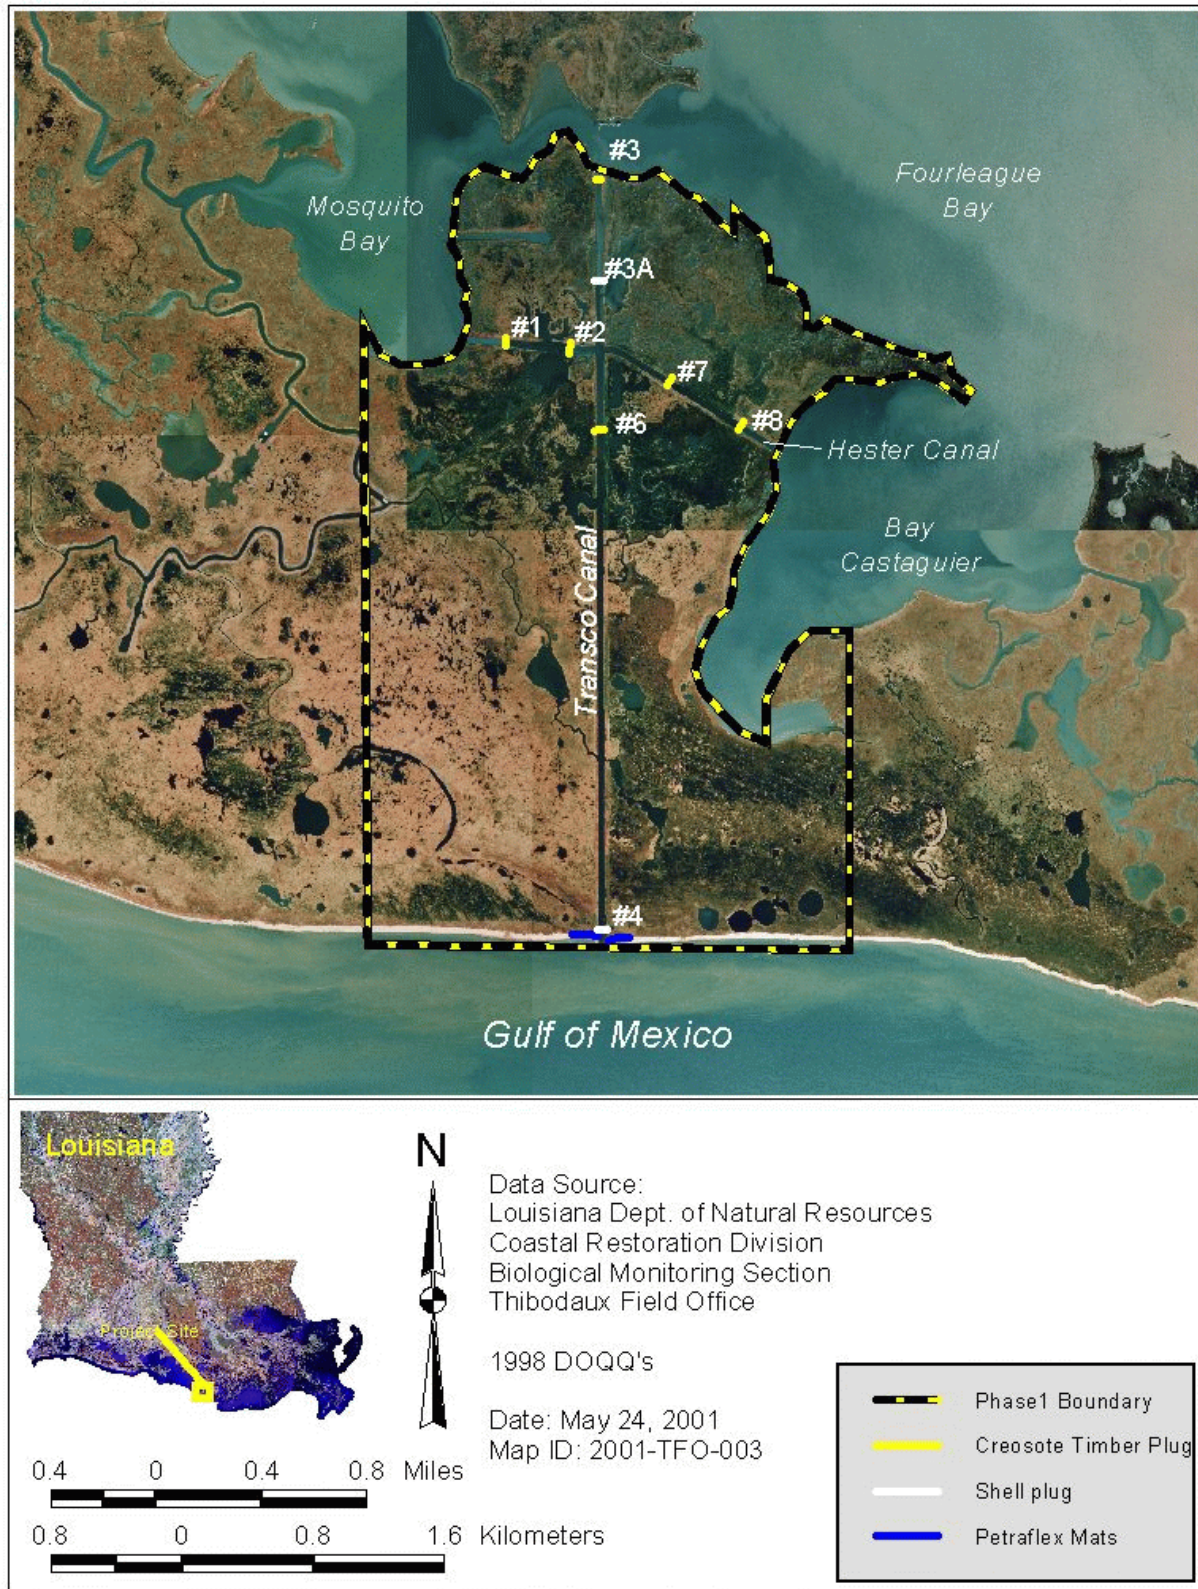 #3
Fourleague
Bay
Mosquito
Bay
#3A
#1
#2
#7
#6
#8
Hester Canal
Bay
Castaguier
Transco Canal
#4
Gulf of Mexico
Louisiana
Project Site
N
Data Source:
Louisiana Dept. of Natural Resources
Coastal Restoration Division
Biological Monitoring Section
Thibodaux Field Office
1998 DOQQ's
Date: May 24, 2001
Map ID: 2001-TFO-003
0.4 0 0.4 0.8 Miles
0.8 0 0.8 1.6 Kilometers
Phase1 Boundary
Creosote Timber Plug
Shell plug
Petraflex Mats